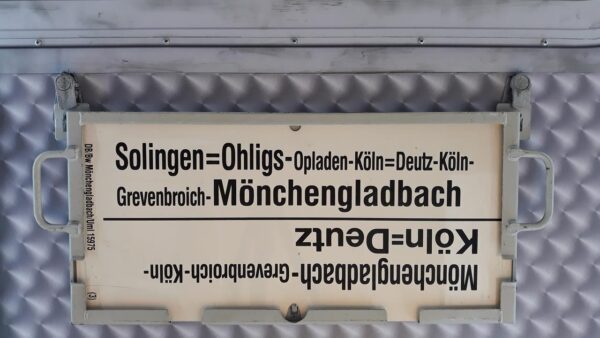 Solingen=Ohligs-Opladen-Köln=Deutz-Köln-
Grevenbroich-Mönchengladbach
Mönchengladbach-Grevenbroich-Köln-
Köln=Deutz